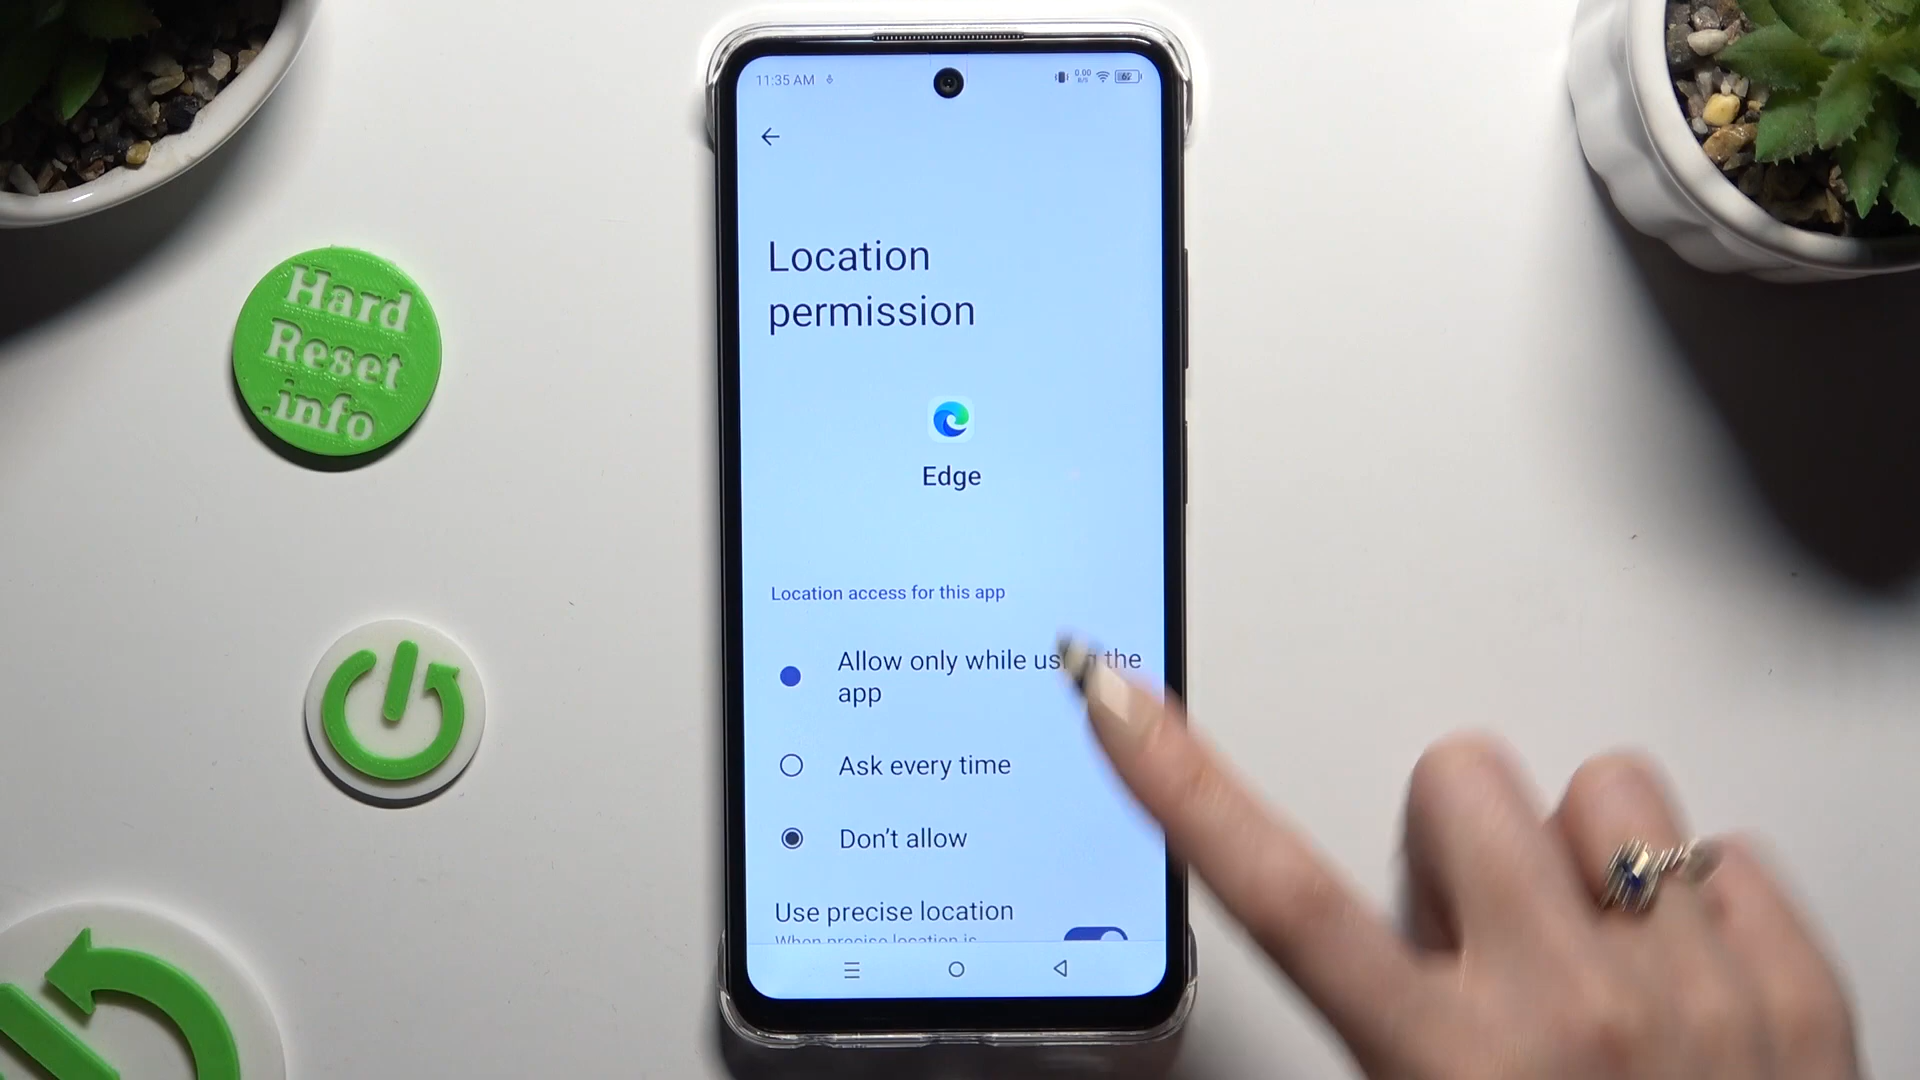 11:35 AM
0.00
62
Location
permission
Edge
Location access for this app
Allow only while using the
app
Ask every time
Don't allow
Use precise location
When precise location is
Hard
Reset
.info